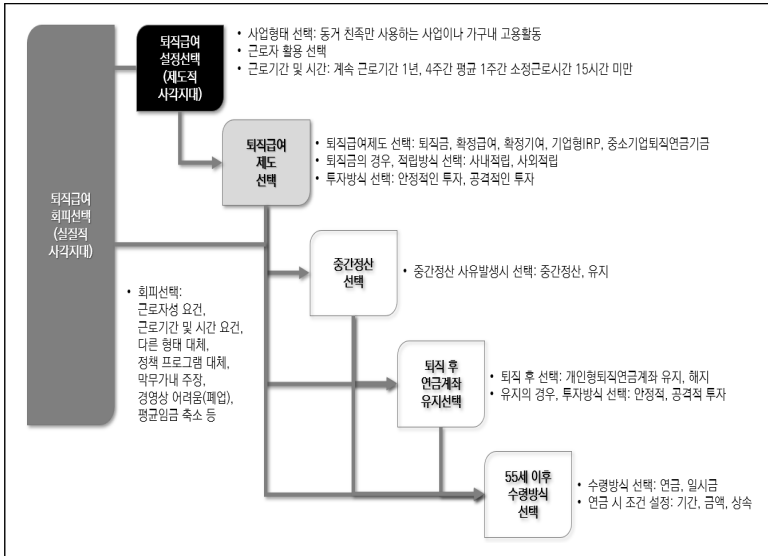 퇴직급여
설정선택
(제도적
사각지대)
• 사업형태 선택: 동거 친족만 사용하는 사업이나 가구내 고용활동
• 근로자 활용 선택
• 근로기간 및 시간: 계속 근로기간 1년, 4주간 평균 1주간 소정근로시간 15시간 미만
퇴직급여
제도
선택
• 퇴직급여제도 선택: 퇴직금, 확정급여, 확정기여, 기업형IRP, 중소기업퇴직연금기금
• 퇴직금의 경우, 적립방식 선택: 사내적립, 사외적립
• 투자방식 선택: 안정적인 투자, 공격적인 투자
퇴직급여
회피선택
(실질적
사각지대)
중간정산
선택
• 중간정산 사유발생시 선택: 중간정산, 유지
• 회피선택:
근로자성 요건,
근로기간 및 시간 요건,
다른 형태 대체,
정책 프로그램 대체,
막무가내 주장,
경영상 어려움(폐업),
평균임금 축소 등
퇴직 후
연금계좌
유지선택
• 퇴직 후 선택: 개인형퇴직연금계좌 유지, 해지
• 유지의 경우, 투자방식 선택: 안정적, 공격적 투자
55세 이후
수령방식
선택
• 수령방식 선택: 연금, 일시금
• 연금 시 조건 설정: 기간, 금액, 상속